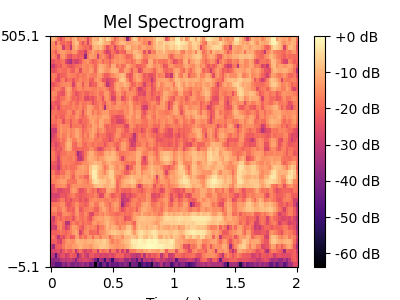 Mel Spectrogram
505.1
−5.1
0
0.5
1
1.5
2
+0 dB
-10 dB
-20 dB
-30 dB
-40 dB
-50 dB
-60 dB